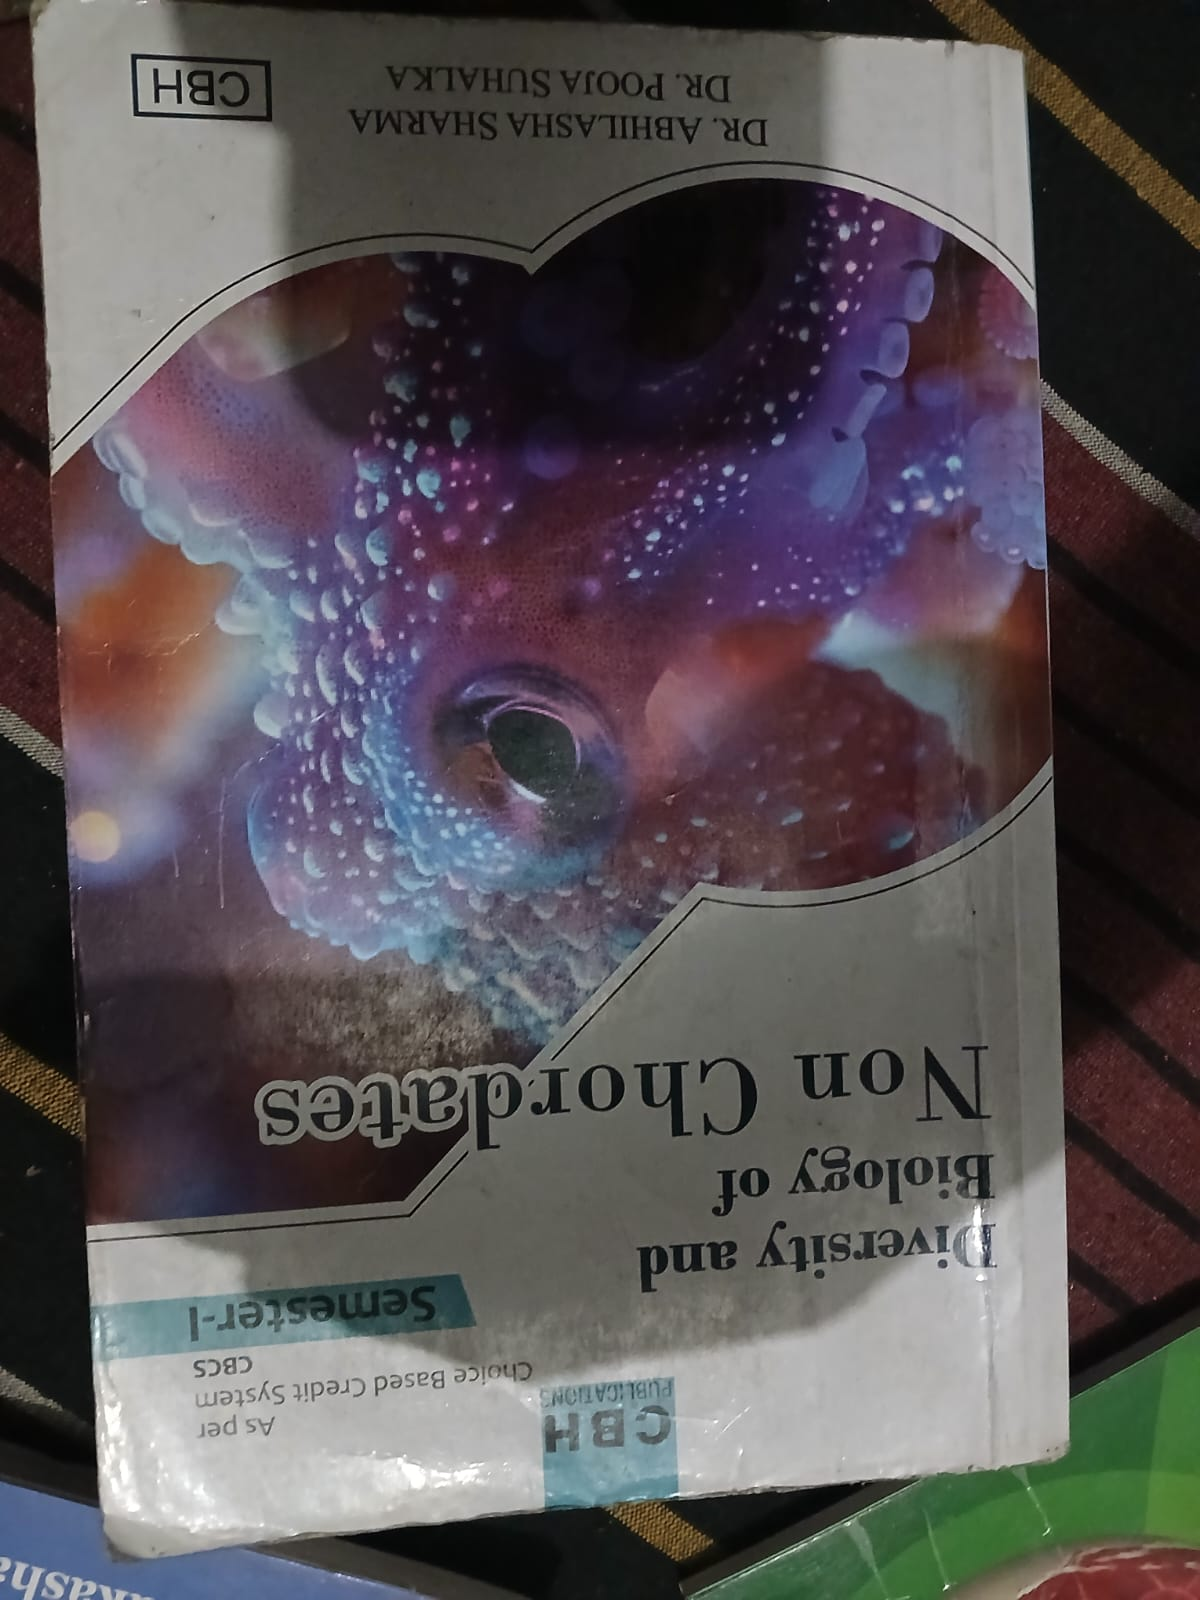 CBH
PUBLICATIONS
As per
Choice Based Credit System
CBCS
Semester-I
Diversity and
Biology of
Non Chordates
DR. ABHILASHA SHARMA
DR. POOJA SUHALKA
CBH